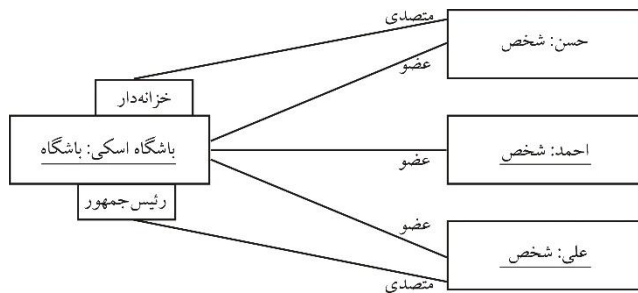 متصدی
حسن: شخص
عضو
خزانه‌دار
باشگاه اسکی: باشگاه
احمد: شخص
عضو
رئیس‌جمهور
عضو
علی: شخص
متصدی